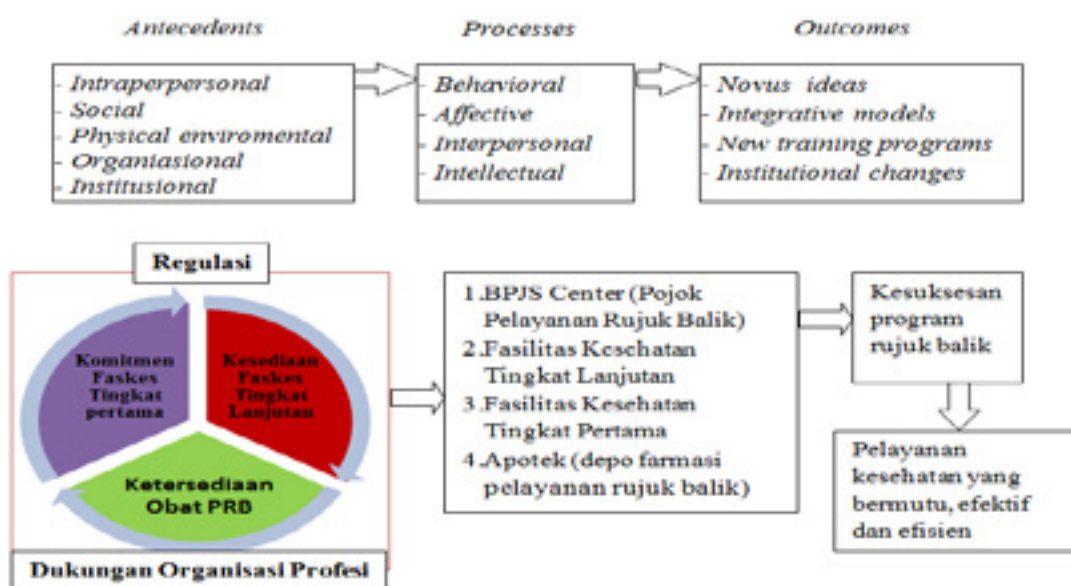 Antecedents
Processes
Outcomes
- Intraperpersonal
- Social
- Physical enviromental
- Organiasional
- Institusional
- Behavioral
- Affective
- Interpersonal
- Intellectual
- Novus ideas
- Integrative models
- New training programs
- Institutional changes
Regulasi
Komitmen
Faskes
Tingkat
pertama
Kesediaan
Faskes
Tingkat
Lanjutan
Ketersediaan
Obat PRB
Dukungan Organisasi Profesi
1.BPJS Center (Pojok
Pelayanan Rujuk Balik)
2.Fasilitas Kesehatan
Tingkat Lanjutan
3.Fasilitas Kesehatan
Tingkat Pertama
4.Apotek (depo farmasi
pelayanan rujuk balik)
Kesuksesan
program
rujuk balik
Pelayanan
kesehatan yang
bermutu, efektif
dan efisien